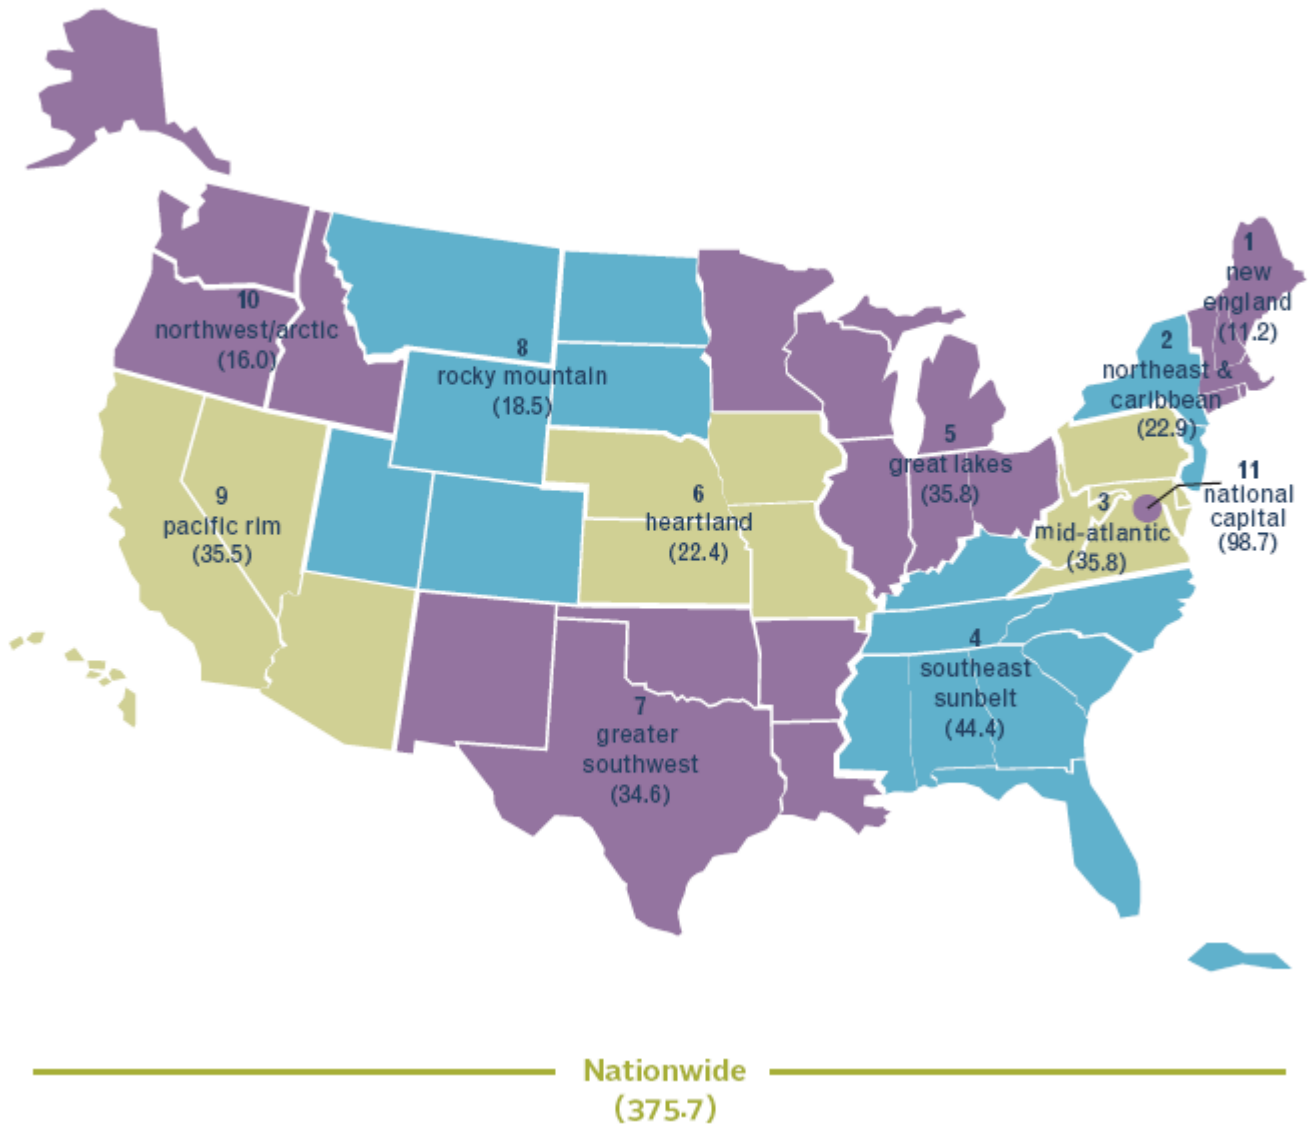 1
new
england
(11.2)
2
northeast &
caribbean
(22.9)
10
northwest/arctic
(16.0)
8
rocky mountain
(18.5)
5
great lakes
(35.8)
11
national
capital
(98.7)
9
pacific rim
(35.5)
6
heartland
(22.4)
3
mid-atlantic
(35.8)
4
southeast
sunbelt
(44.4)
7
greater
southwest
(34.6)
Nationwide
(375.7)